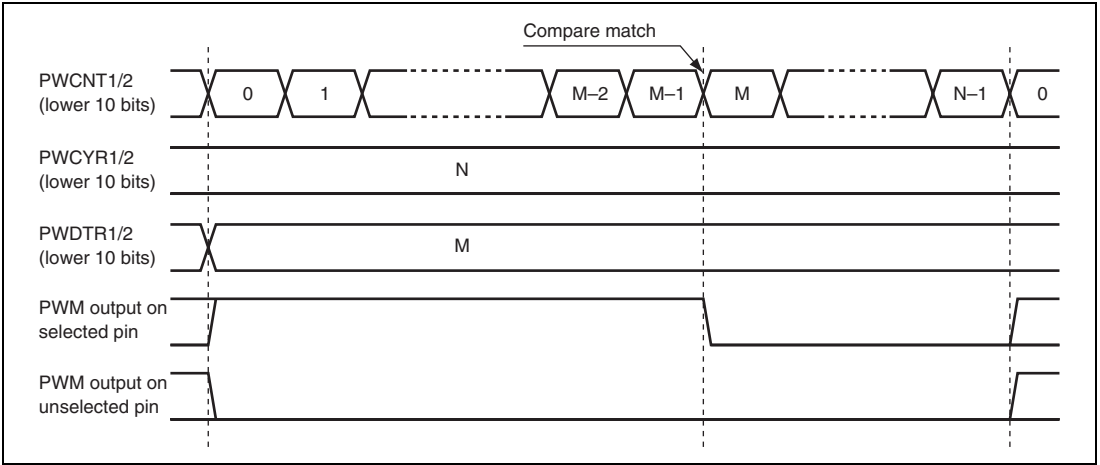 Compare match
PWCNT1/2
(lower 10 bits)
0 1 M–2 M–1 M N–1 0
PWCYR1/2
(lower 10 bits)
N
PWDTR1/2
(lower 10 bits)
M
PWM output on
selected pin
PWM output on
unselected pin